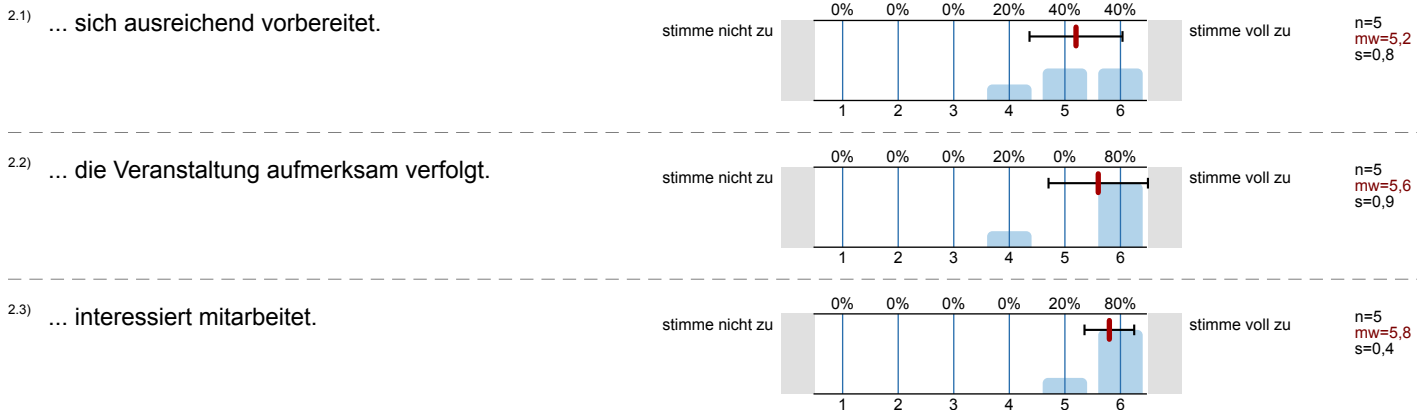 2.1) ... sich ausreichend vorbereitet.
0% 0% 0% 20% 40% 40%
stimme nicht zu stimme voll zu
n=5
mw=5,2
s=0,8
1 2 3 4 5 6
2.2) ... die Veranstaltung aufmerksam verfolgt.
0% 0% 0% 20% 0% 80%
stimme nicht zu stimme voll zu
n=5
mw=5,6
s=0,9
1 2 3 4 5 6
2.3) ... interessiert mitarbeitet.
0% 0% 0% 0% 20% 80%
stimme nicht zu stimme voll zu
n=5
mw=5,8
s=0,4
1 2 3 4 5 6